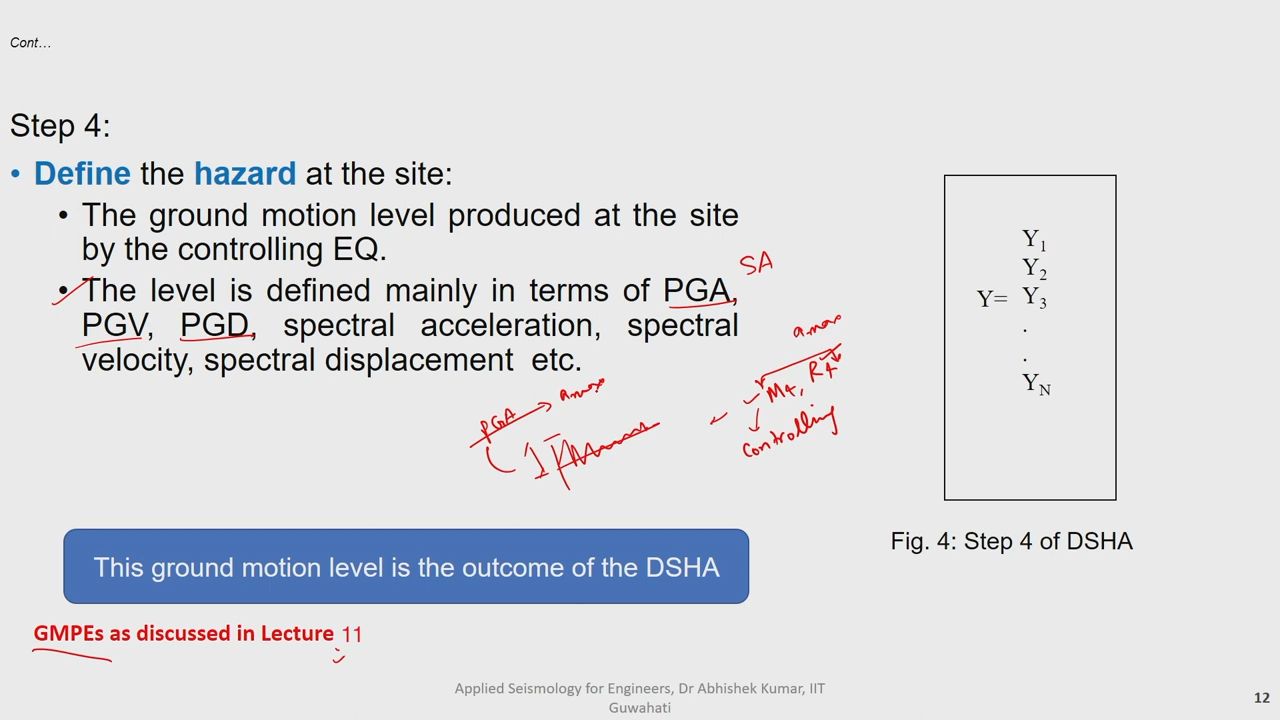 Cont…
Step 4:
• Define the hazard at the site:
• The ground motion level produced at the site
by the controlling EQ.
SA
• The level is defined mainly in terms of PGA,
PGV, PGD, spectral acceleration, spectral
velocity, spectral displacement etc.
amax
M4, R4
controlling
PGA
amax
Y1
Y2
Y= Y3
.
.
YN
Fig. 4: Step 4 of DSHA
This ground motion level is the outcome of the DSHA
GMPEs as discussed in Lecture 11
Applied Seismology for Engineers, Dr Abhishek Kumar, IIT
Guwahati
12